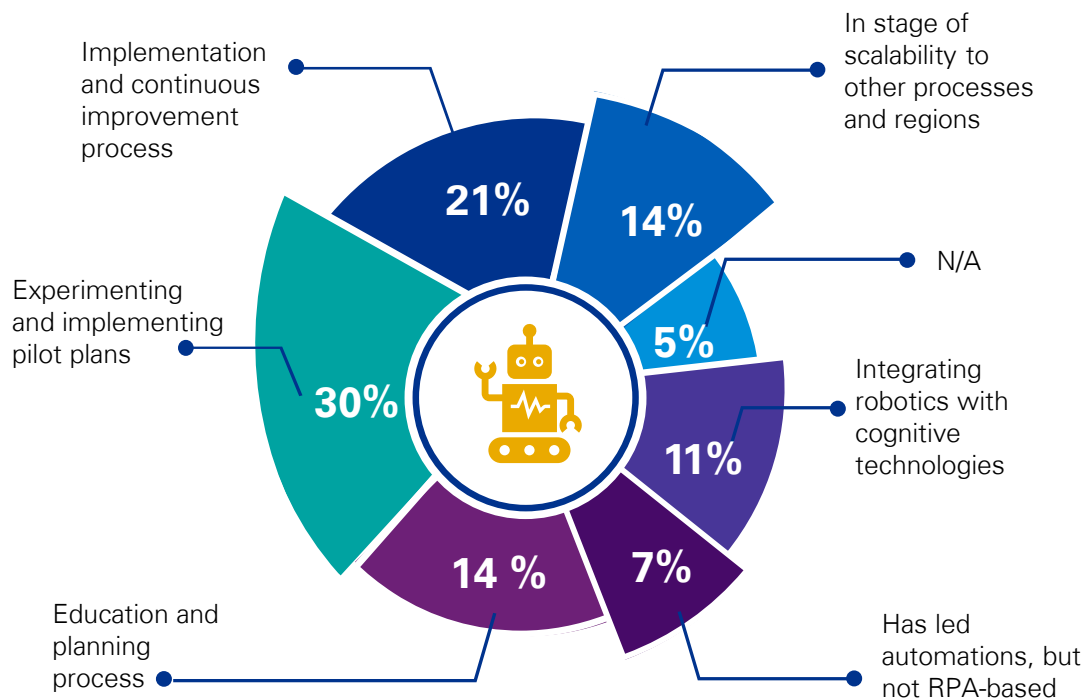 Implementation
and continuous
improvement
process
21%
In stage of
scalability to
other processes
and regions
14%
N/A
5%
Integrating
robotics with
cognitive
technologies
11%
Has led
automations, but
not RPA-based
7%
Education and
planning
process
14 %
Experimenting
and implementing
pilot plans
30%